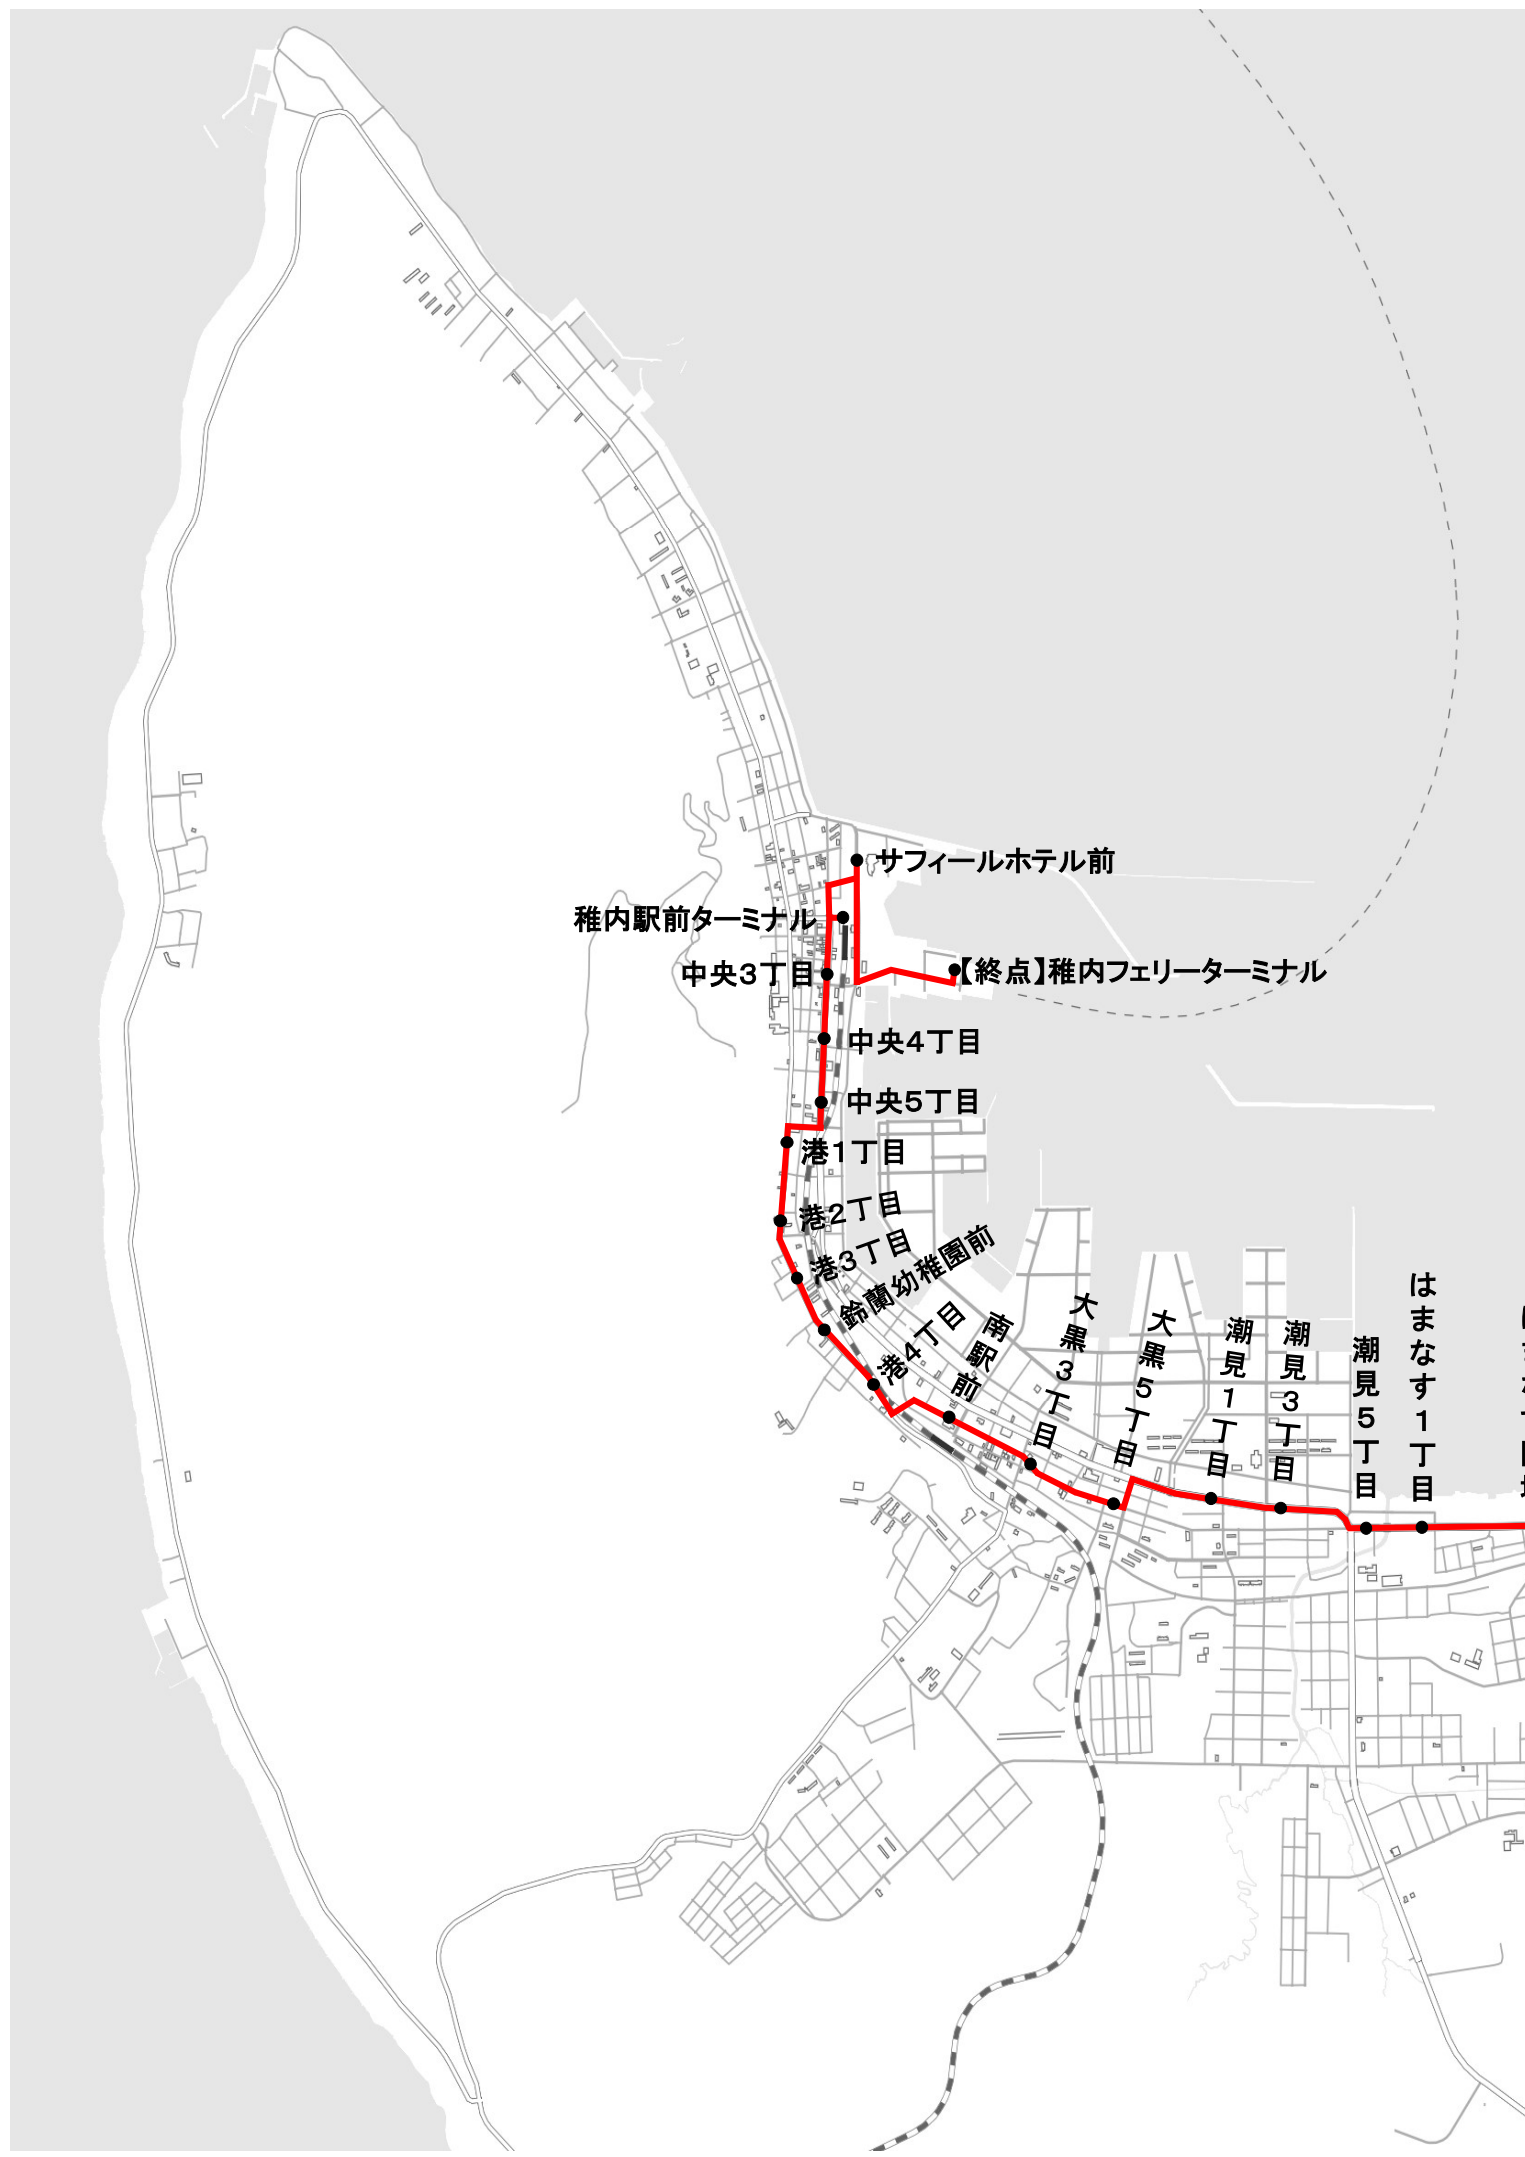 サフィールホテル前
稚内駅前ターミナル
【終点】稚内フェリーターミナル
中央3丁目
中央4丁目
中央5丁目
港1丁目
港2丁目
港3丁目
鈴蘭幼稚園前
港4丁目
南駅前
大黒3丁目
大黒5丁目
潮見1丁目
潮見3丁目
潮見5丁目
はまなす1丁目